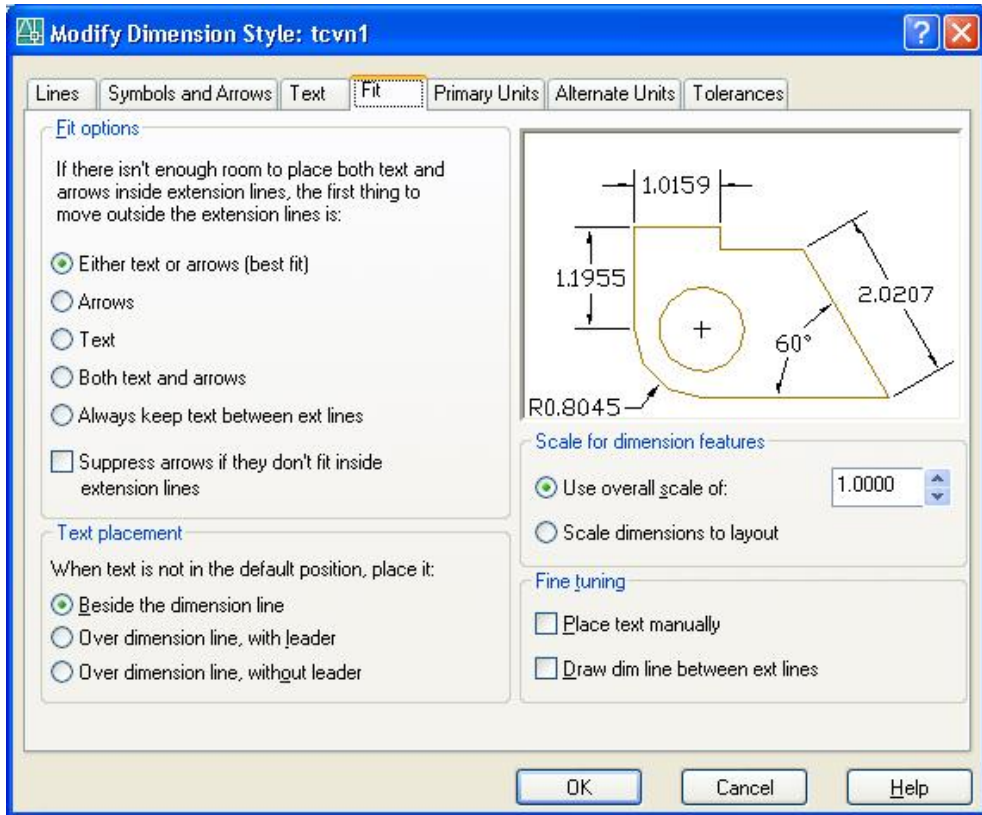 Modify Dimension Style: tcvn1
Lines
Symbols and Arrows
Text
Fit
Primary Units
Alternate Units
Tolerances
Fit options
If there isn't enough room to place both text and
arrows inside extension lines, the first thing to
move outside the extension lines is:
Either text or arrows (best fit)
Arrows
Text
Both text and arrows
Always keep text between ext lines
Suppress arrows if they don't fit inside
extension lines
Text placement
When text is not in the default position, place it:
Beside the dimension line
Over dimension line, with leader
Over dimension line, without leader
1.0159
1.1955
2.0207
60°
R0.8045
Scale for dimension features
Use overall scale of:
1.0000
Scale dimensions to layout
Fine tuning
Place text manually
Draw dim line between ext lines
OK
Cancel
Help